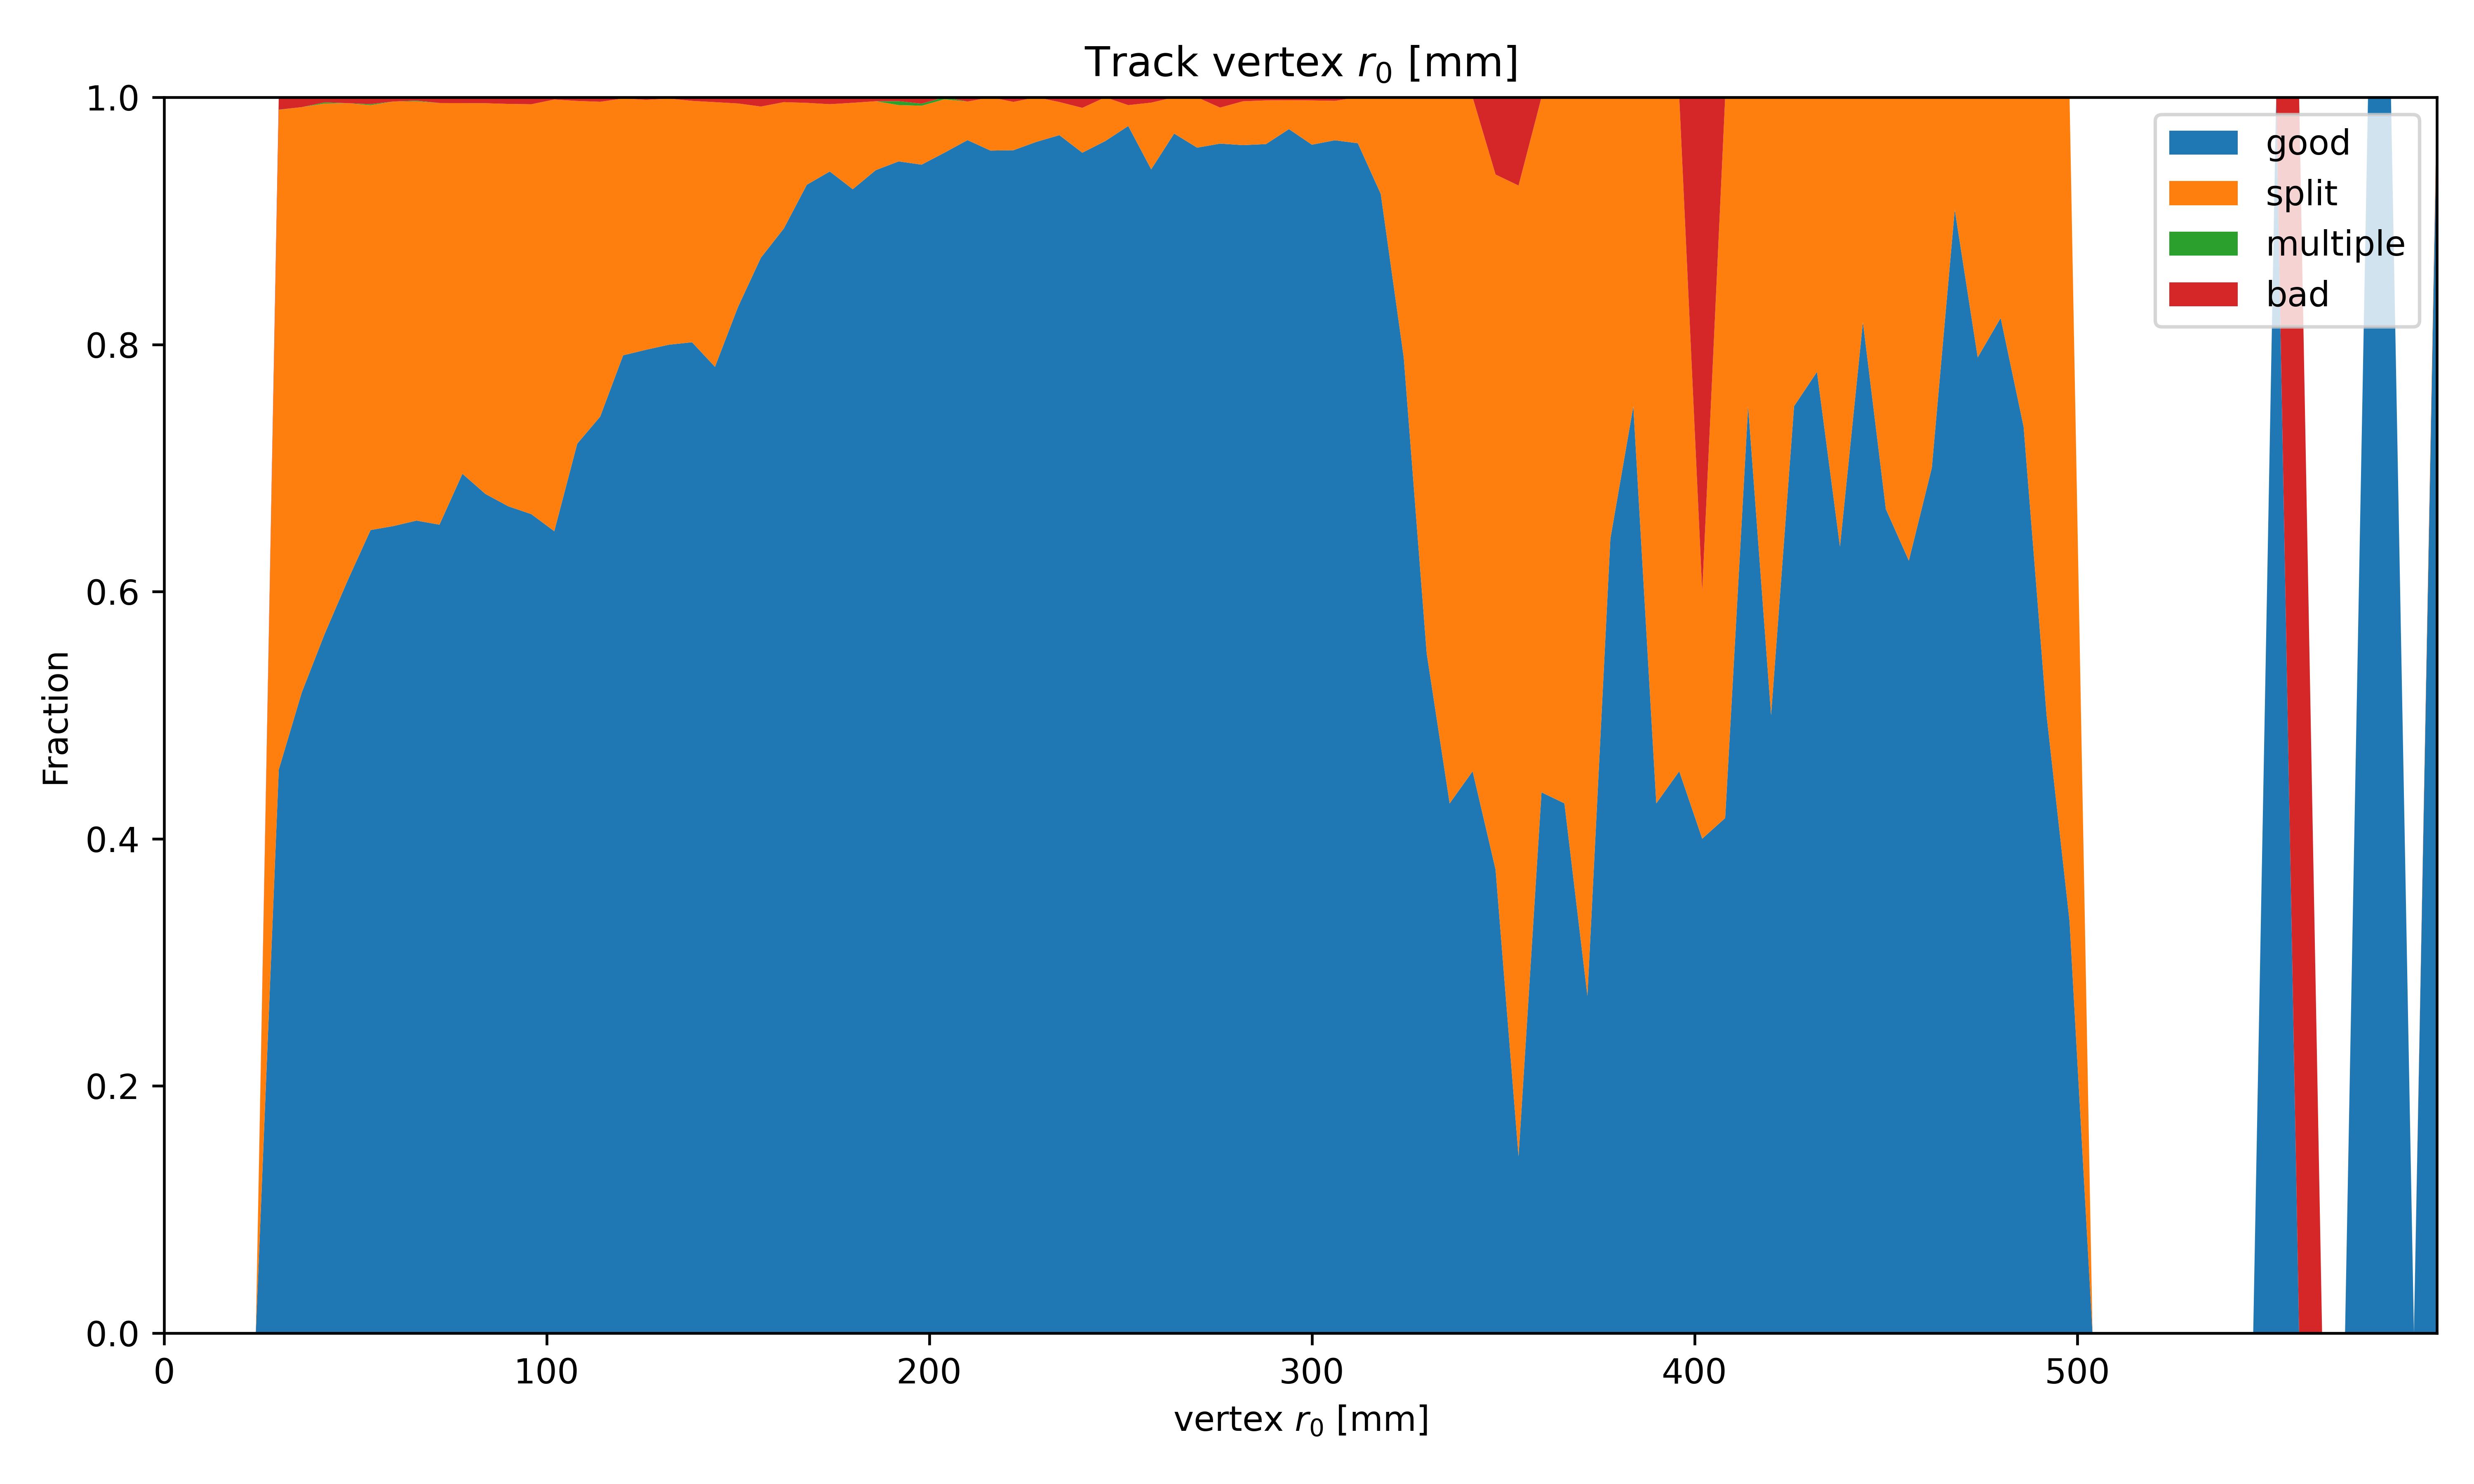 Track vertex r₀ [mm]
1.0
0.8
0.6
0.4
0.2
0.0
Fraction
good
split
multiple
bad
0 100 200 300 400 500
vertex r₀ [mm]